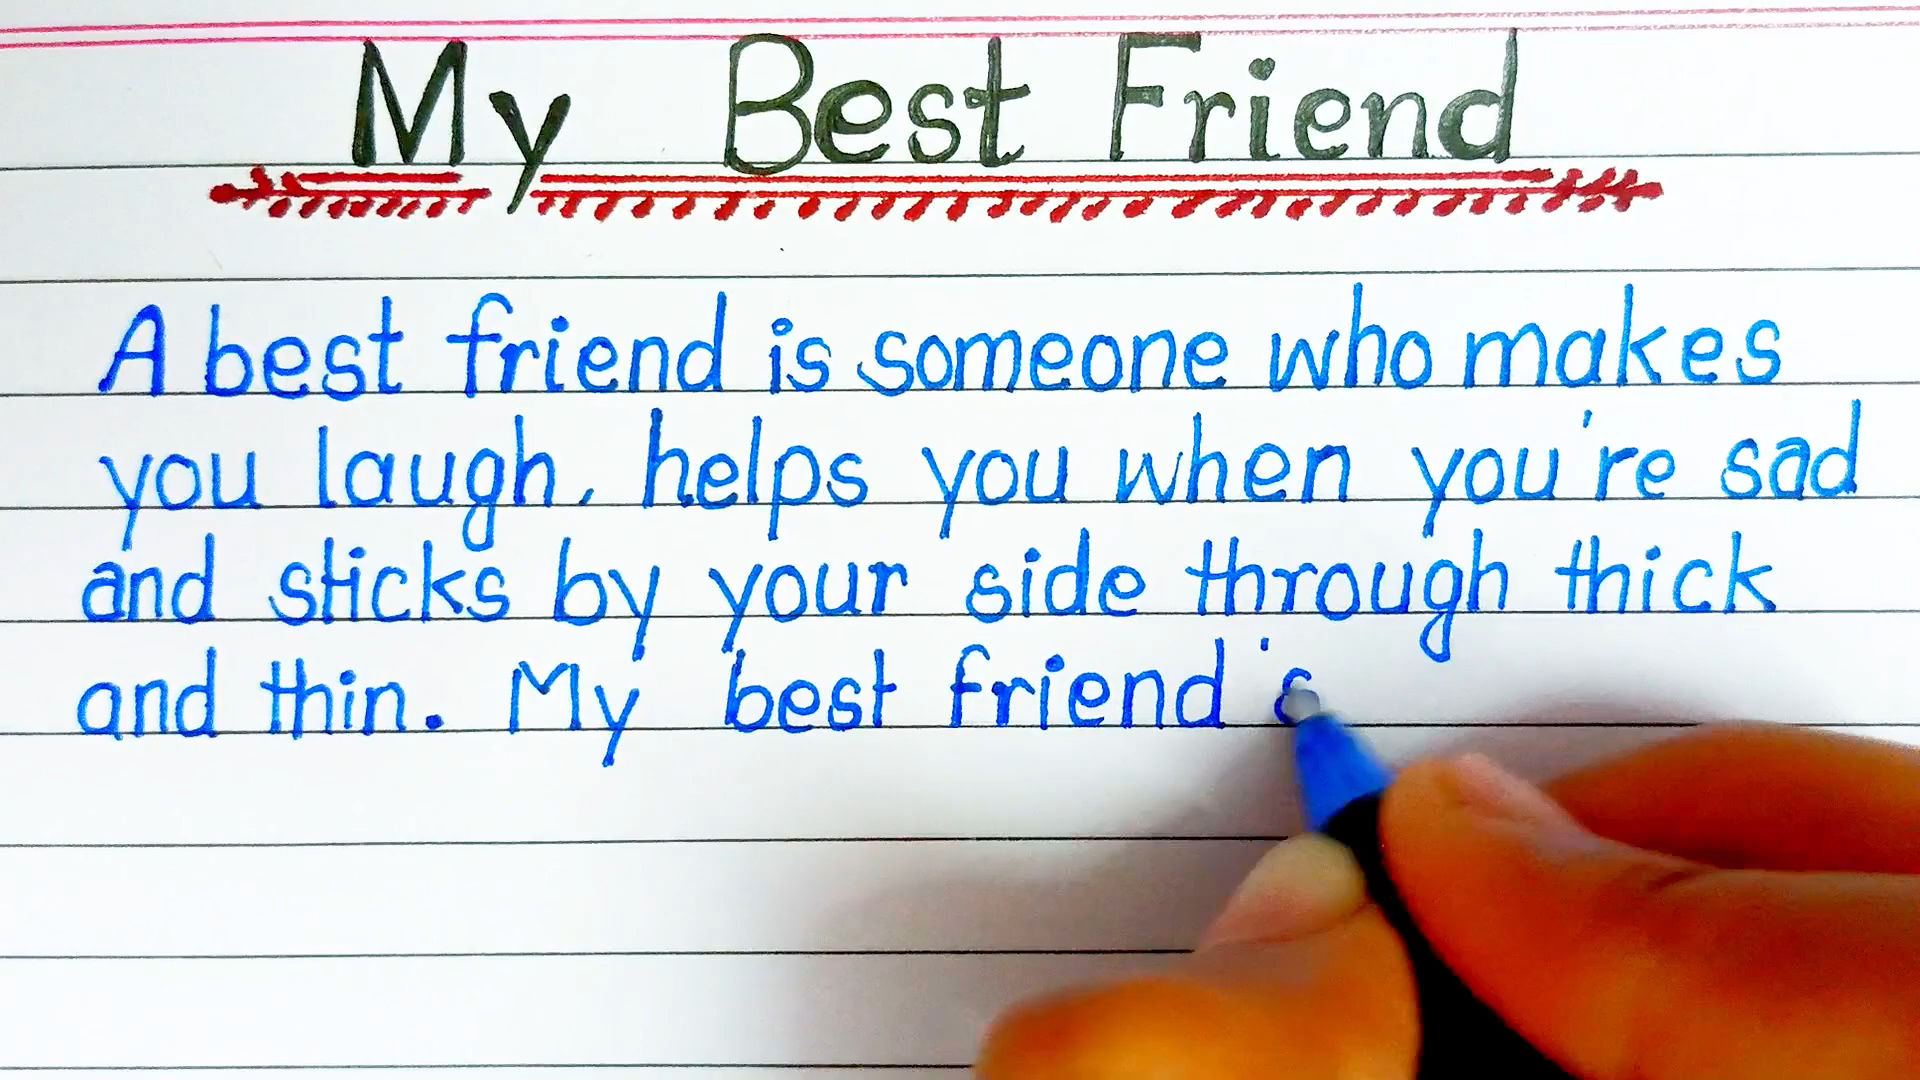 My Best Friend
A best friend is someone who makes
you laugh, helps you when you're sad
and sticks by your side through thick
and thin. My best friend's